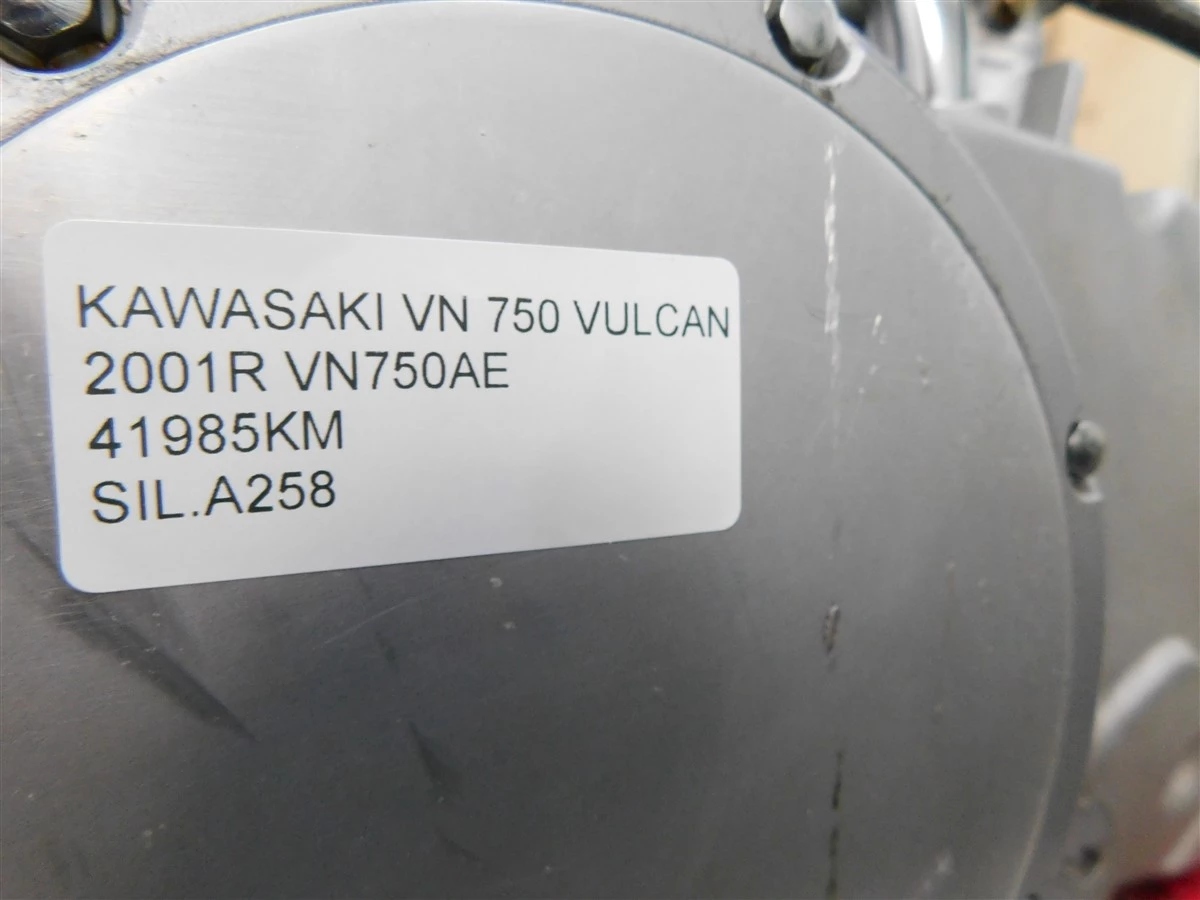 KAWASAKI VN 750 VULCAN
2001R VN750AE
41985KM
SIL.A258